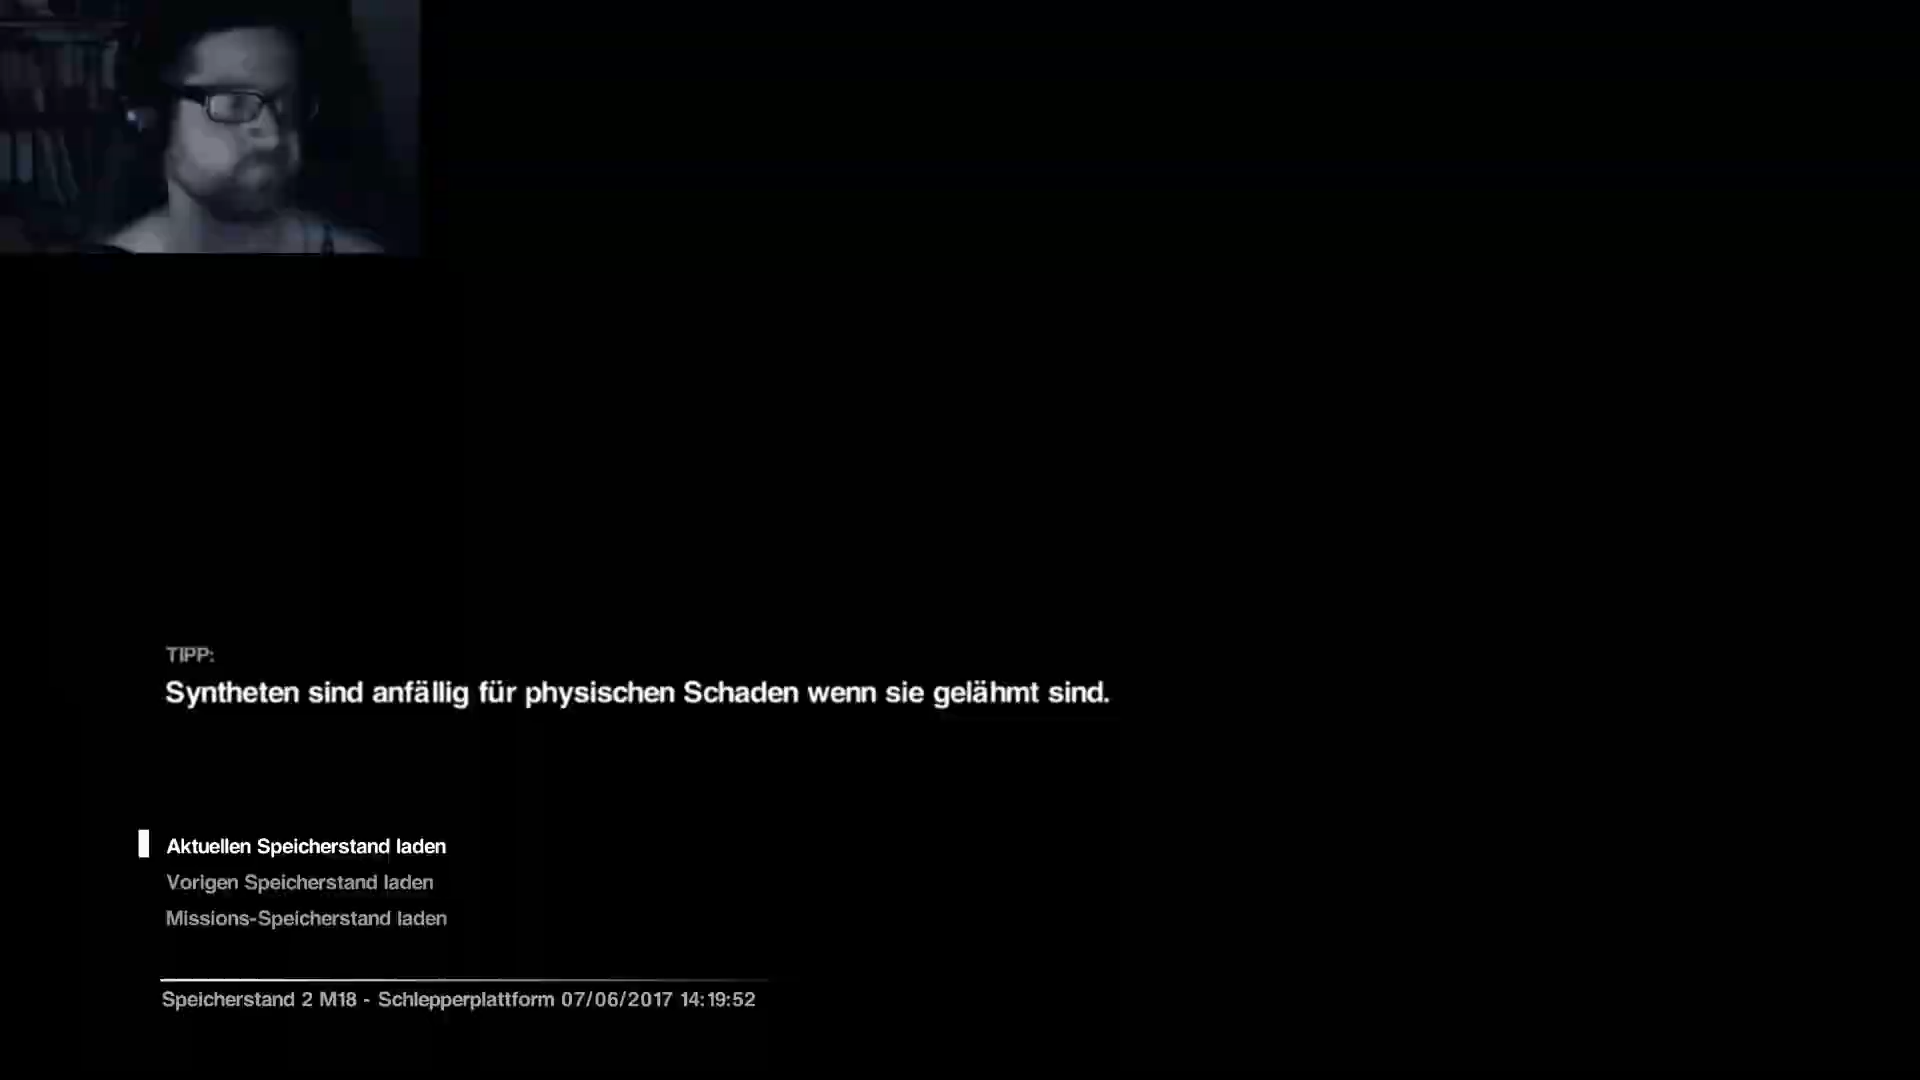 TIPP:
Syntheten sind anfällig für physischen Schaden wenn sie gelähmt sind.
Aktuellen Speicherstand laden
Vorigen Speicherstand laden
Missions-Speicherstand laden
Speicherstand 2 M18 - Schlepperplattform 07/06/2017 14:19:52